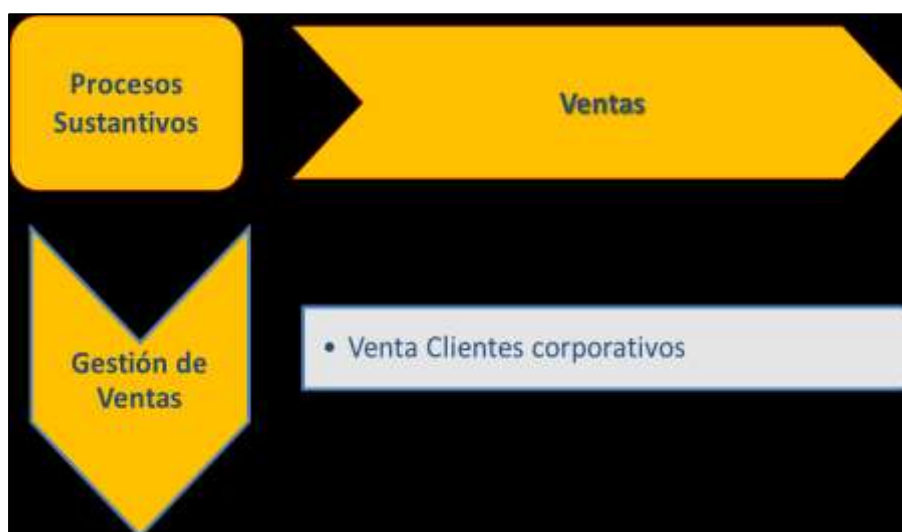 Procesos
Sustantivos
Ventas
Gestión de
Ventas
• Venta Clientes corporativos